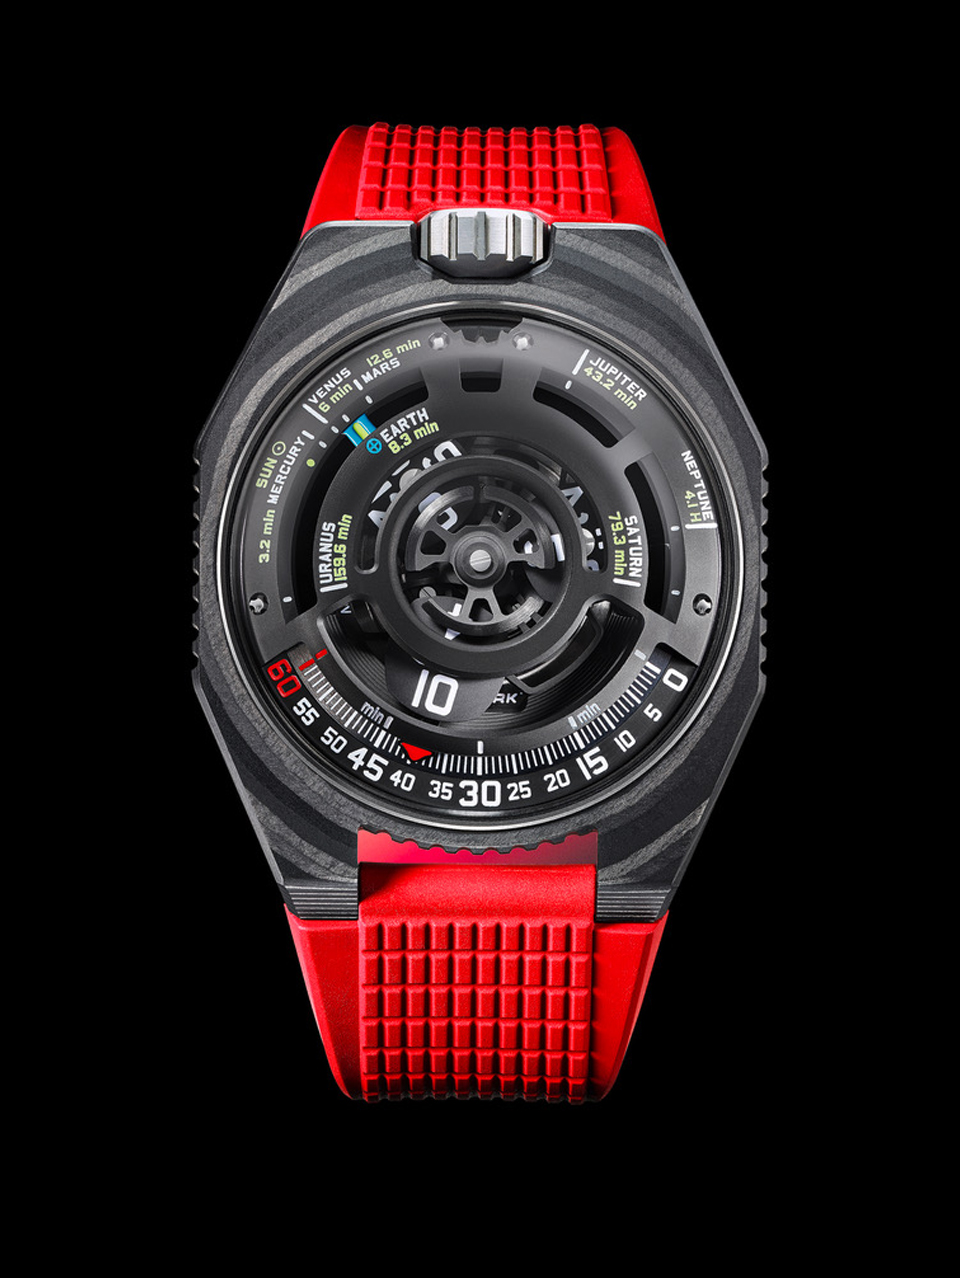 12.6 min
MARS
VENUS
6 min
JUPITER
43.2 min
EARTH
8.3 min
SUN
MERCURY
3.2 min
NEPTUNE
4.1 H
URANUS
159.6 min
SATURN
79.3 min
10
RK
min
min
60
55
50
45
40
35
30
25
20
15
10
5
0